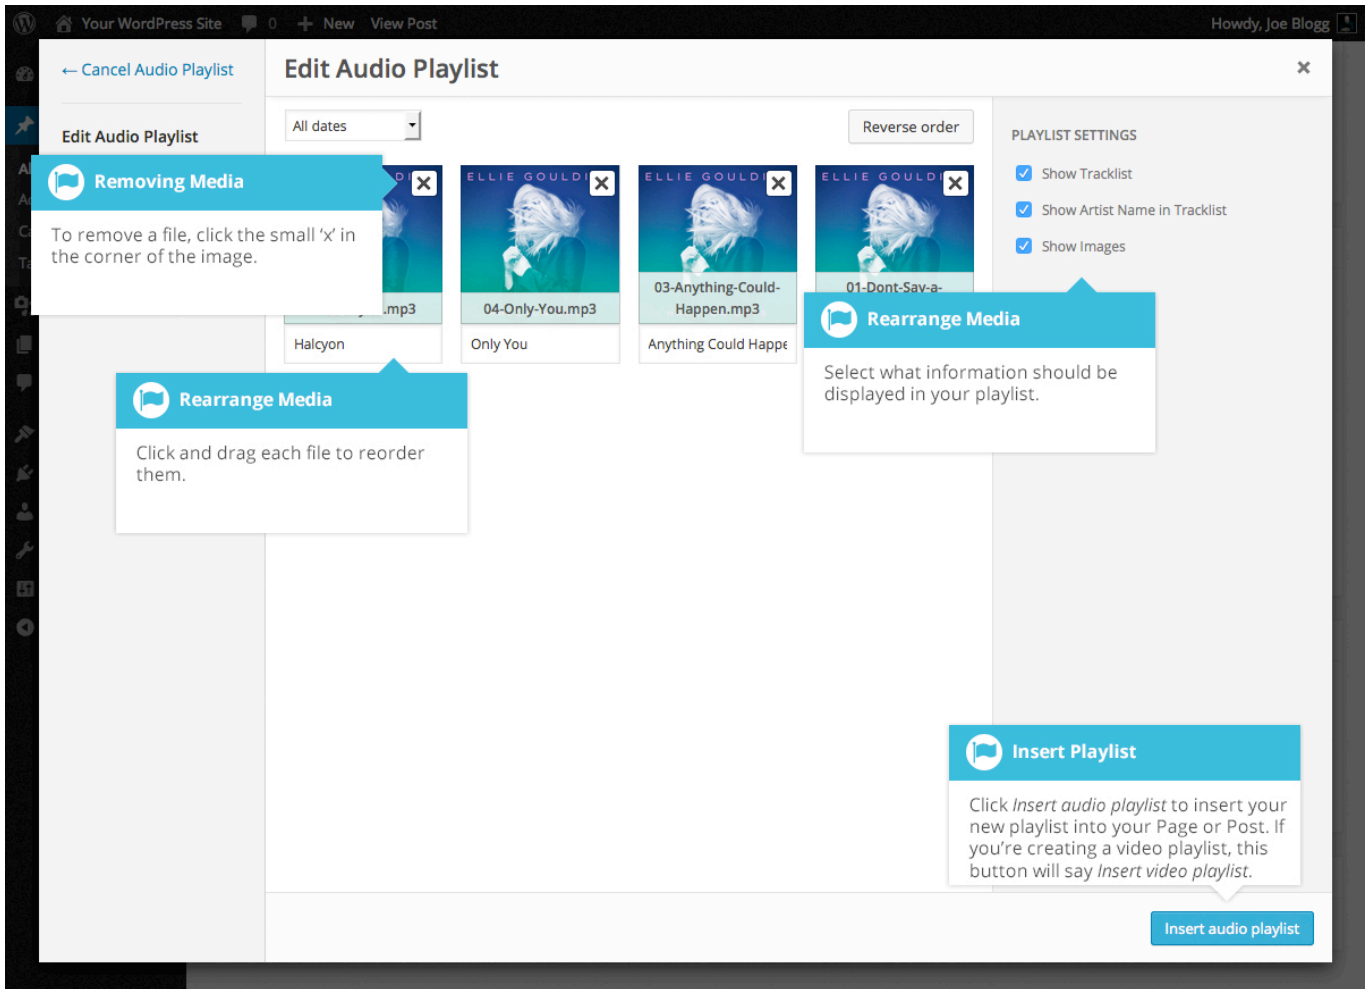 Your WordPress Site 0 New View Post Howdy, Joe Blogg
← Cancel Audio Playlist
Edit Audio Playlist
Edit Audio Playlist
All dates
Reverse order
PLAYLIST SETTINGS
Show Tracklist
Show Artist Name in Tracklist
Show Images
Removing Media
To remove a file, click the small ‘x’ in
the corner of the image.
ELLIE GOULDI
ELLIE GOULDI
ELLIE GOULDI
.mp3
04-Only-You.mp3
03-Anything-Could-
Happen.mp3
01-Dont-Say-a-
Halcyon
Only You
Anything Could Happe
Rearrange Media
Click and drag each file to reorder
them.
Rearrange Media
Select what information should be
displayed in your playlist.
Insert Playlist
Click Insert audio playlist to insert your
new playlist into your Page or Post. If
you’re creating a video playlist, this
button will say Insert video playlist.
Insert audio playlist